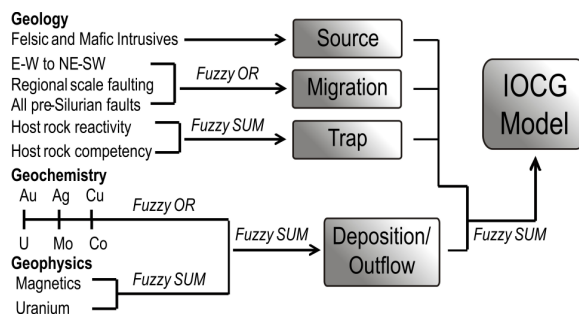 Geology
Felsic and Mafic Intrusives
Source
E-W to NE-SW
Regional scale faulting
All pre-Silurian faults
Fuzzy OR
Migration
Host rock reactivity
Host rock competency
Fuzzy SUM
Trap
IOCG
Model
Geochemistry
Au Ag Cu
U Mo Co
Fuzzy OR
Geophysics
Magnetics
Uranium
Fuzzy SUM
Fuzzy SUM
Deposition/
Outflow
Fuzzy SUM